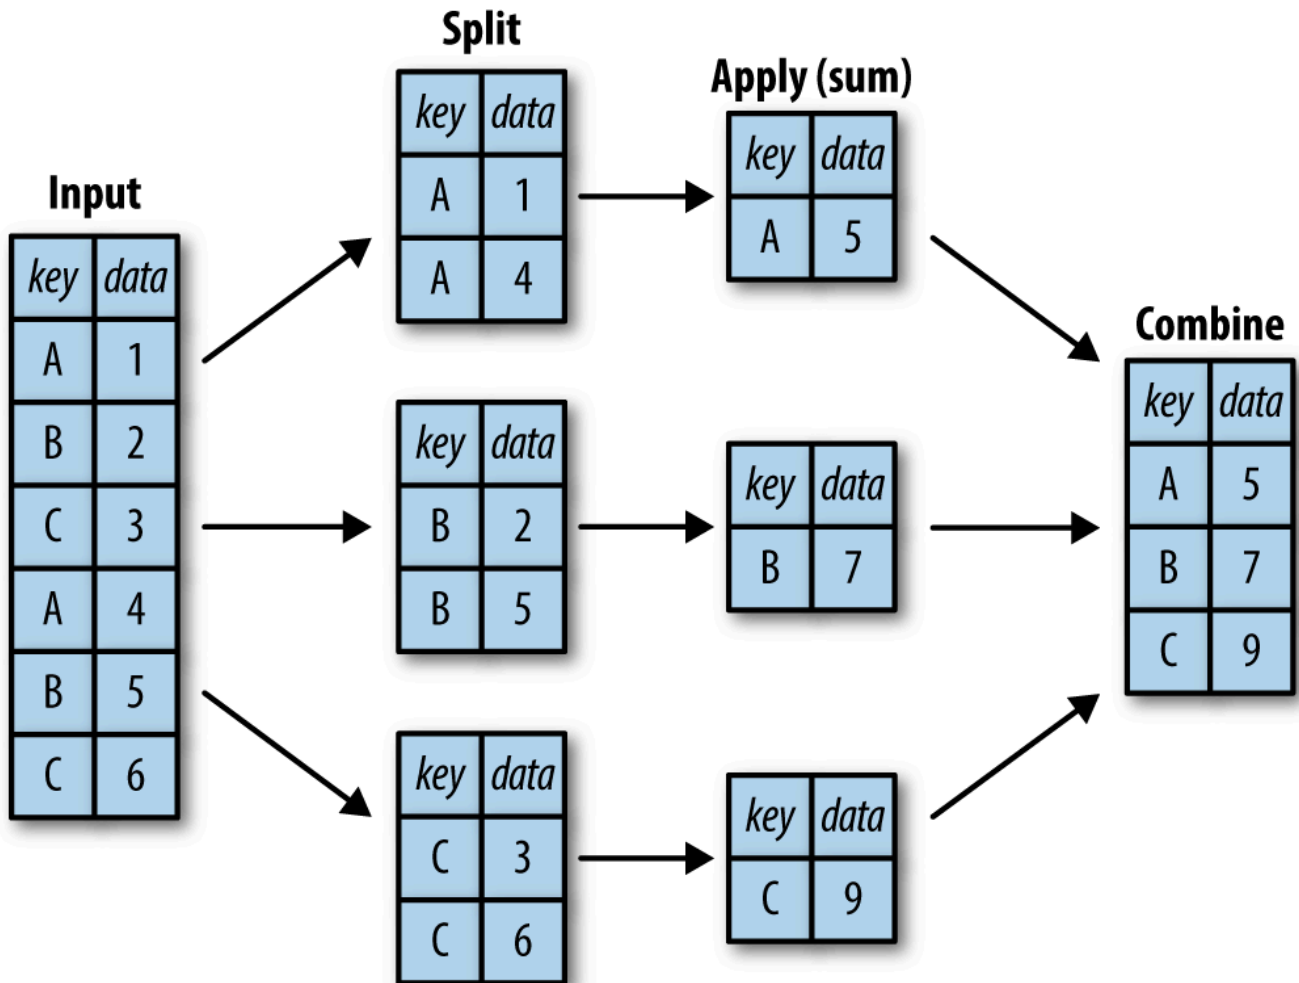 Input
key data
A 1
B 2
C 3
A 4
B 5
C 6
Split
key data
A 1
A 4
key data
B 2
B 5
key data
C 3
C 6
Apply (sum)
key data
A 5
key data
B 7
key data
C 9
Combine
key data
A 5
B 7
C 9